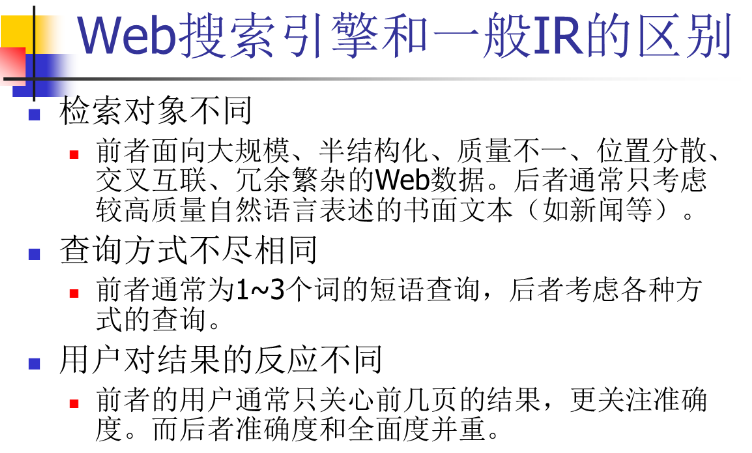 Web搜索引擎和一般IR的区别
检索对象不同
前者面向大规模、半结构化、质量不一、位置分散、
交叉互联、冗余繁杂的Web数据。后者通常只考虑
较高质量自然语言表述的书面文本（如新闻等）。
查询方式不尽相同
前者通常为1~3个词的短语查询，后者考虑各种方
式的查询。
用户对结果的反应不同
前者的用户通常只关心前几页的结果，更关注准确
度。而后者准确度和全面度并重。